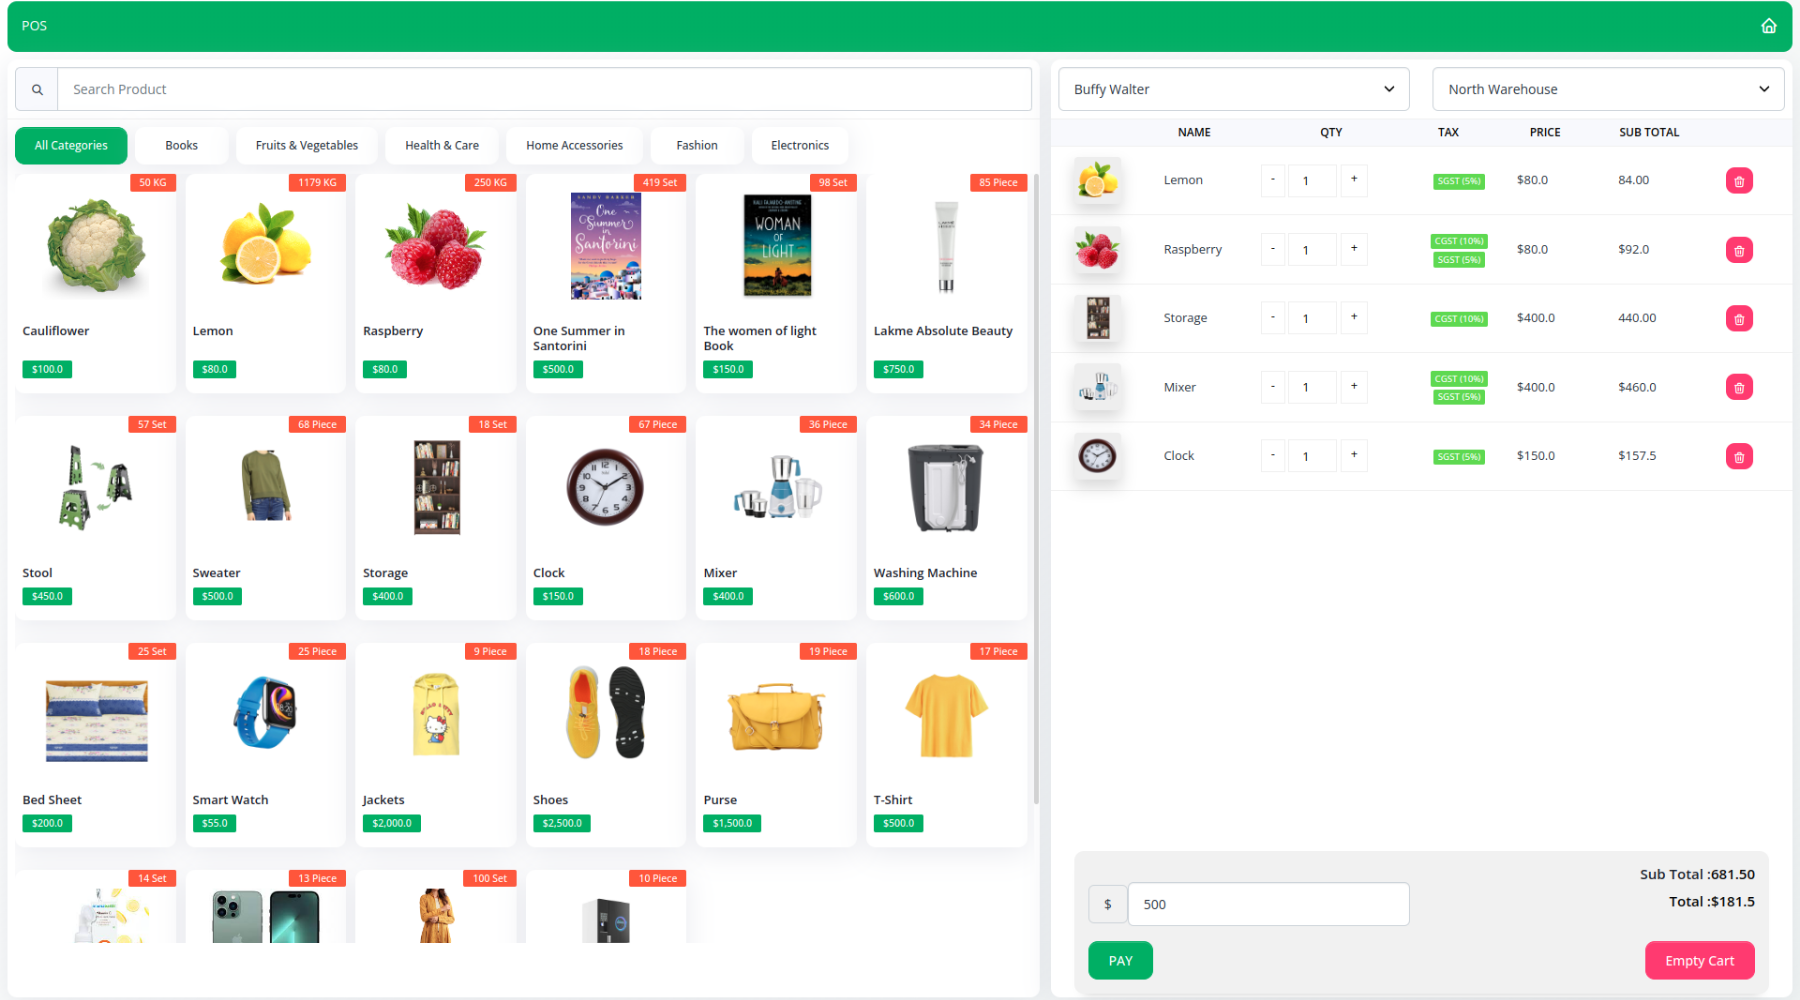 POS
Search Product
Buffy Walter
North Warehouse
All Categories
Books
Fruits & Vegetables
Health & Care
Home Accessories
Fashion
Electronics
50 KG
1179 KG
250 KG
419 Set
98 Set
85 Piece
One Summer in Santorini
WOMAN OF LIGHT
Cauliflower
Lemon
Raspberry
One Summer in
Santorini
The women of light
Book
Lakme Absolute Beauty
$100.0
$80.0
$80.0
$500.0
$150.0
$750.0
57 Set
68 Piece
18 Set
67 Piece
36 Piece
34 Piece
Stool
Sweater
Storage
Clock
Mixer
Washing Machine
$450.0
$500.0
$400.0
$150.0
$400.0
$600.0
25 Set
25 Piece
9 Piece
18 Piece
19 Piece
17 Piece
Bed Sheet
Smart Watch
Jackets
Shoes
Purse
T-Shirt
$200.0
$55.0
$2,000.0
$2,500.0
$1,500.0
$500.0
14 Set
13 Piece
100 Set
10 Piece
NAME QTY TAX PRICE SUB TOTAL
Lemon - 1 + SGST (5%) $80.0 84.00
Raspberry - 1 + CGST (10%) SGST (5%) $80.0 $92.0
Storage - 1 + CGST (10%) $400.0 440.00
Mixer - 1 + CGST (10%) SGST (5%) $400.0 $460.0
Clock - 1 + SGST (5%) $150.0 $157.5
Sub Total :681.50
Total :$181.5
$ 500
PAY
Empty Cart